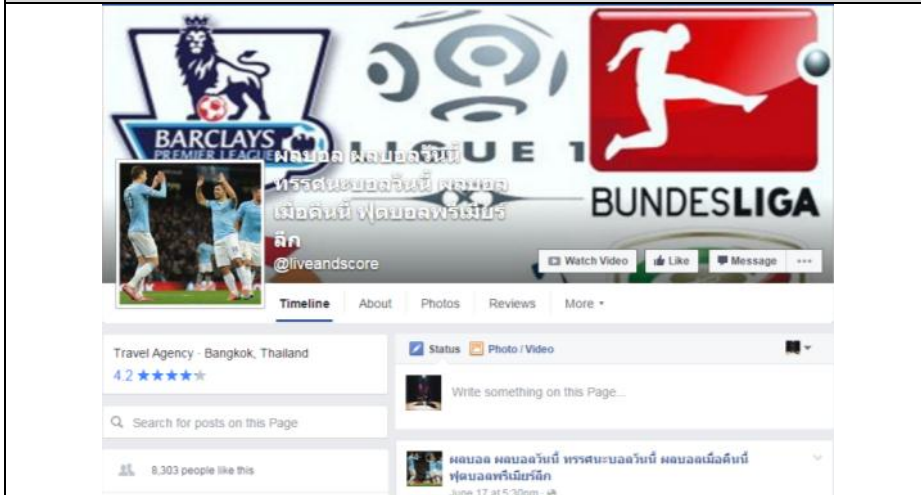 BARCLAYS
PREMIER LEAGUE
LIGUE 1
BUNDESLIGA
ผลบอล ผลบอลวันนี้
ทรรศนะบอลวันนี้ ผลบอล
เมื่อคืนนี้ ฟุตบอลพรีเมียร์
ลีก
@liveandscore
Watch Video
Like
Message
Timeline
About
Photos
Reviews
More
Travel Agency · Bangkok, Thailand
4.2
Search for posts on this Page
8,303 people like this
Status
Photo / Video
Write something on this Page...
ผลบอล ผลบอลวันนี้ ทรรศนะบอลวันนี้ ผลบอลเมื่อคืนนี้
ฟุตบอลพรีเมียร์ลีก
June 17 at 5:30pm ·